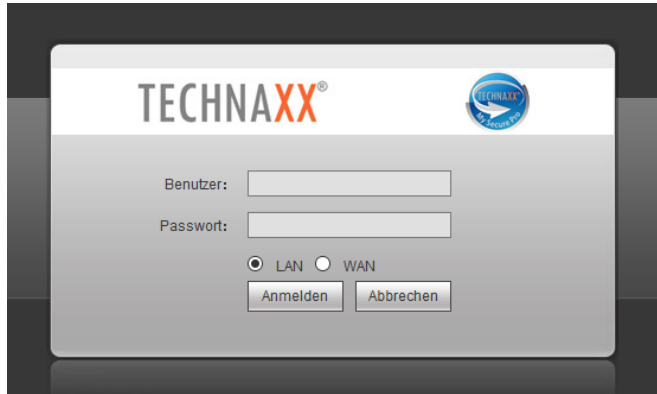 TECHNAXX®
TECHNAXX
My Secure Pro
Benutzer:
Passwort:
LAN WAN
Anmelden Abbrechen